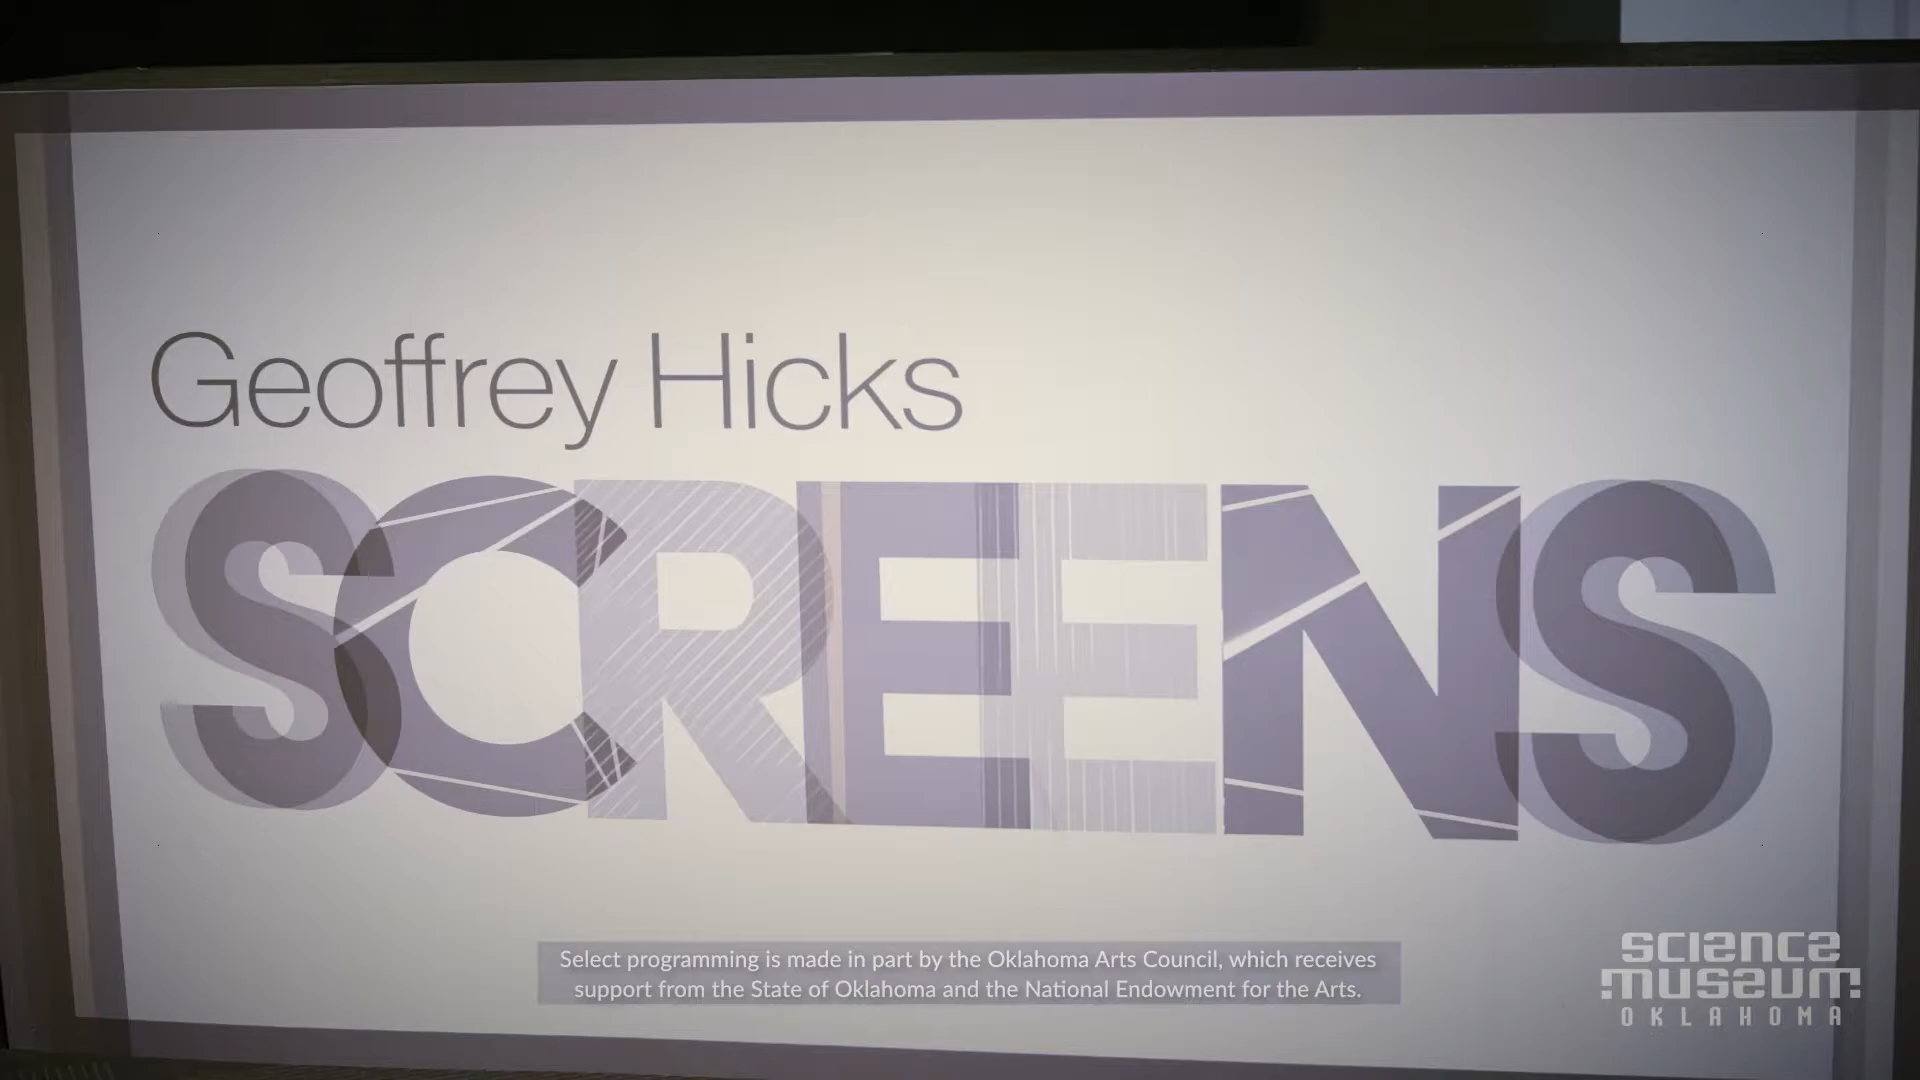 Geoffrey Hicks
SCREENS
Select programming is made in part by the Oklahoma Arts Council, which receives
support from the State of Oklahoma and the National Endowment for the Arts.
SCIENCE
MUSEUM
OKLAHOMA